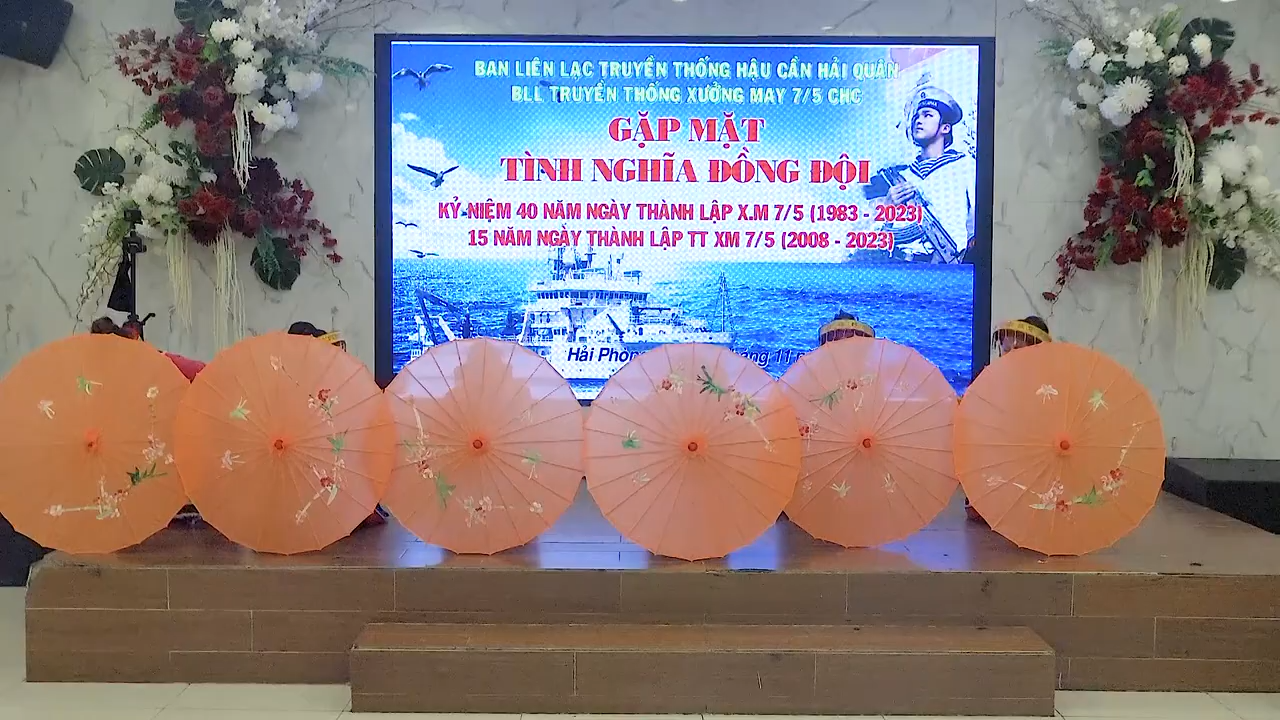 BAN LIÊN LẠC TRUYỀN THỐNG HẬU CẦN HẢI QUÂN
BLL TRUYỀN THỐNG XƯỞNG MAY 7/5 CHC
GẶP MẶT
TÌNH NGHĨA ĐỒNG ĐỘI
KỶ NIỆM 40 NĂM NGÀY THÀNH LẬP X.M 7/5 (1983 - 2023)
15 NĂM NGÀY THÀNH LẬP TT XM 7/5 (2008 - 2023)
Hải 11